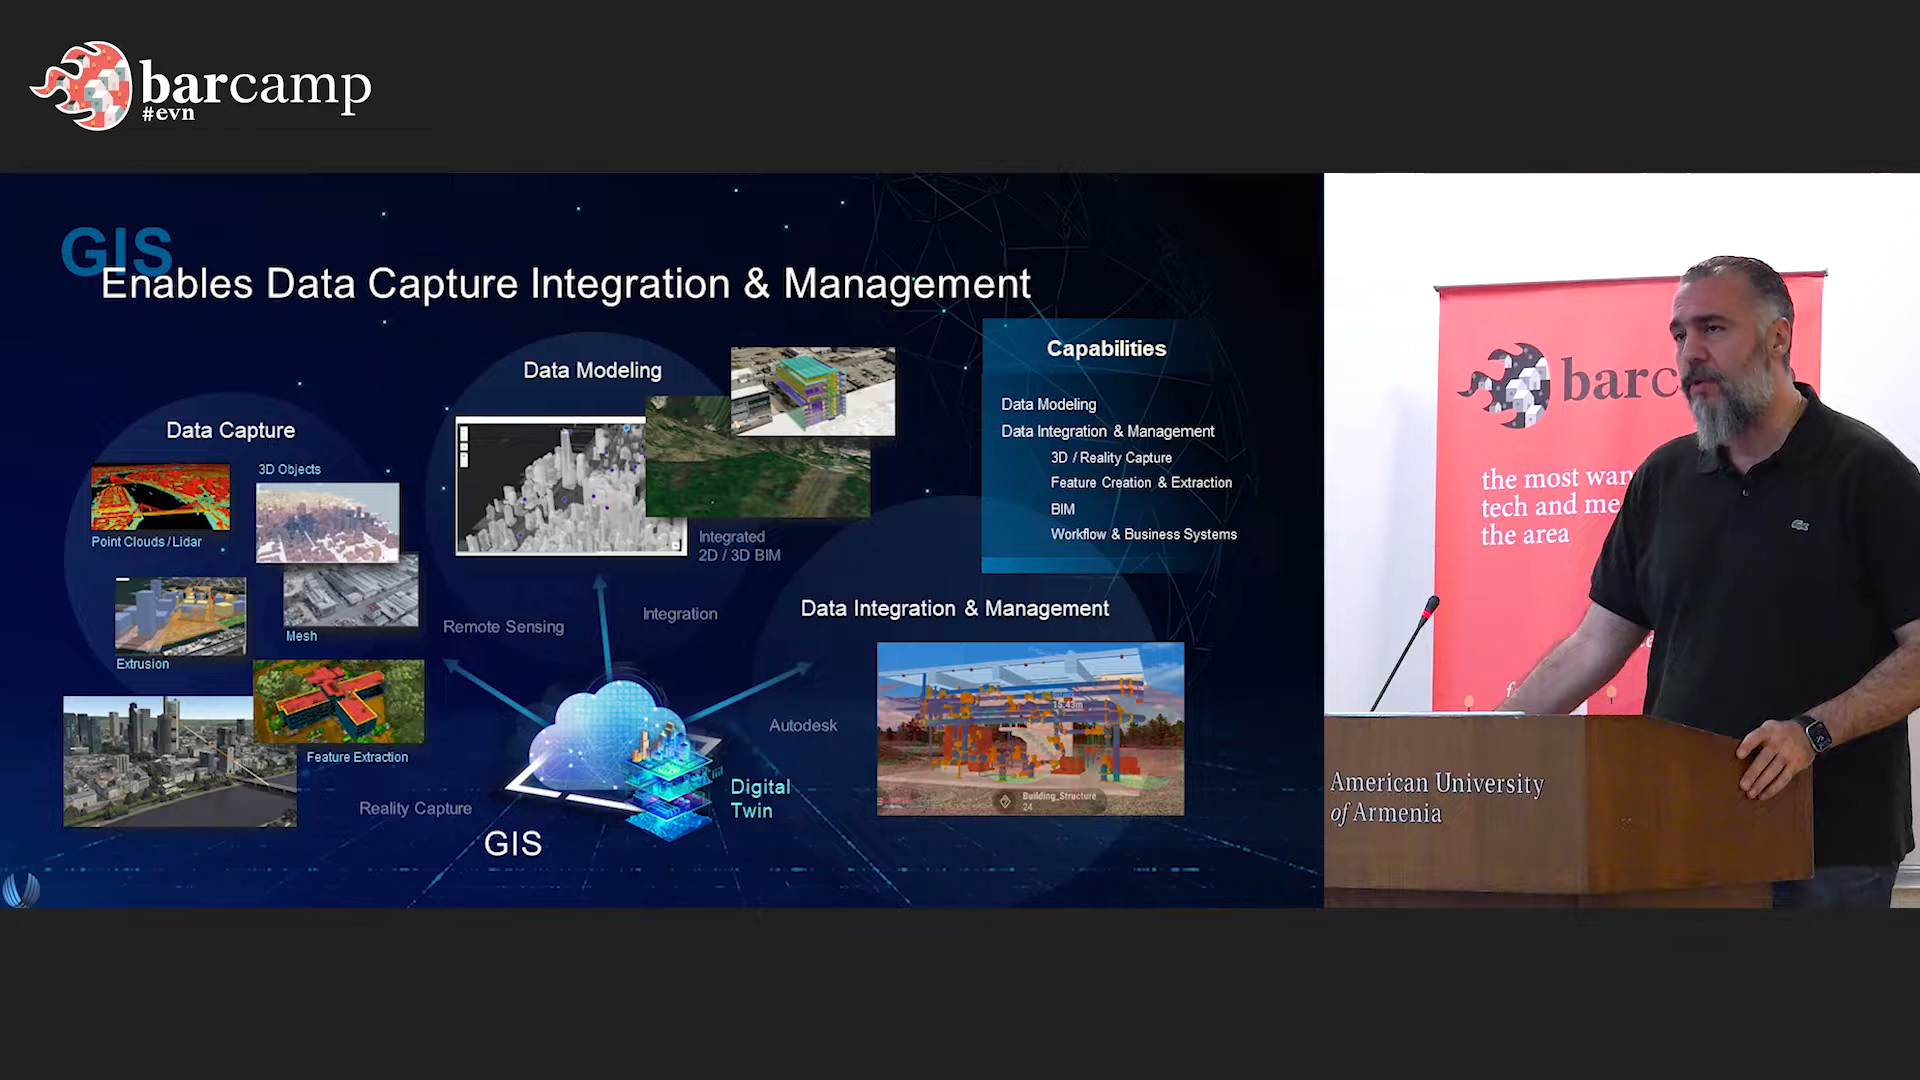 barcamp
#evn
GIS
Enables Data Capture Integration & Management
Data Capture
3D Objects
Point Clouds / Lidar
Mesh
Extrusion
Feature Extraction
Reality Capture
Remote Sensing
Data Modeling
Integrated
2D / 3D BIM
Integration
Autodesk
Digital
Twin
GIS
Data Integration & Management
15.43m
Building_Structure
24
Capabilities
Data Modeling
Data Integration & Management
3D / Reality Capture
Feature Creation & Extraction
BIM
Workflow & Business Systems
barc
the most wan
tech and me
the area
American University
of Armenia